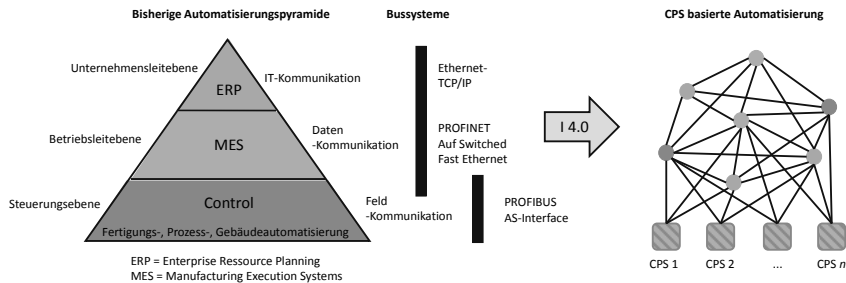 Bisherige Automatisierungspyramide
Bussysteme
CPS basierte Automatisierung
Unternehmensleitebene
ERP
IT-Kommunikation
Ethernet-
TCP/IP
Betriebsleitebene
MES
Daten
-Kommunikation
PROFINET
Auf Switched
Fast Ethernet
I 4.0
Steuerungsebene
Control
Feld
-Kommunikation
PROFIBUS
AS-Interface
Fertigungs-, Prozess-, Gebäudeautomatisierung
ERP = Enterprise Ressource Planning
MES = Manufacturing Execution Systems
CPS 1
CPS 2
...
CPS n